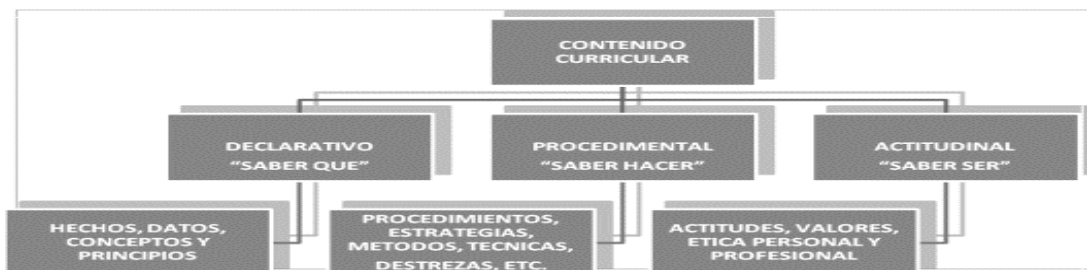 CONTENIDO
CURRICULAR
DECLARATIVO
“SABER QUE”
PROCEDIMENTAL
“SABER HACER”
ACTITUDINAL
“SABER SER”
HECHOS, DATOS,
CONCEPTOS Y
PRINCIPIOS
PROCEDIMIENTOS,
ESTRATEGIAS,
METODOS, TECNICAS,
DESTREZAS, ETC.
ACTITUDES, VALORES,
ETICA PERSONAL Y
PROFESIONAL